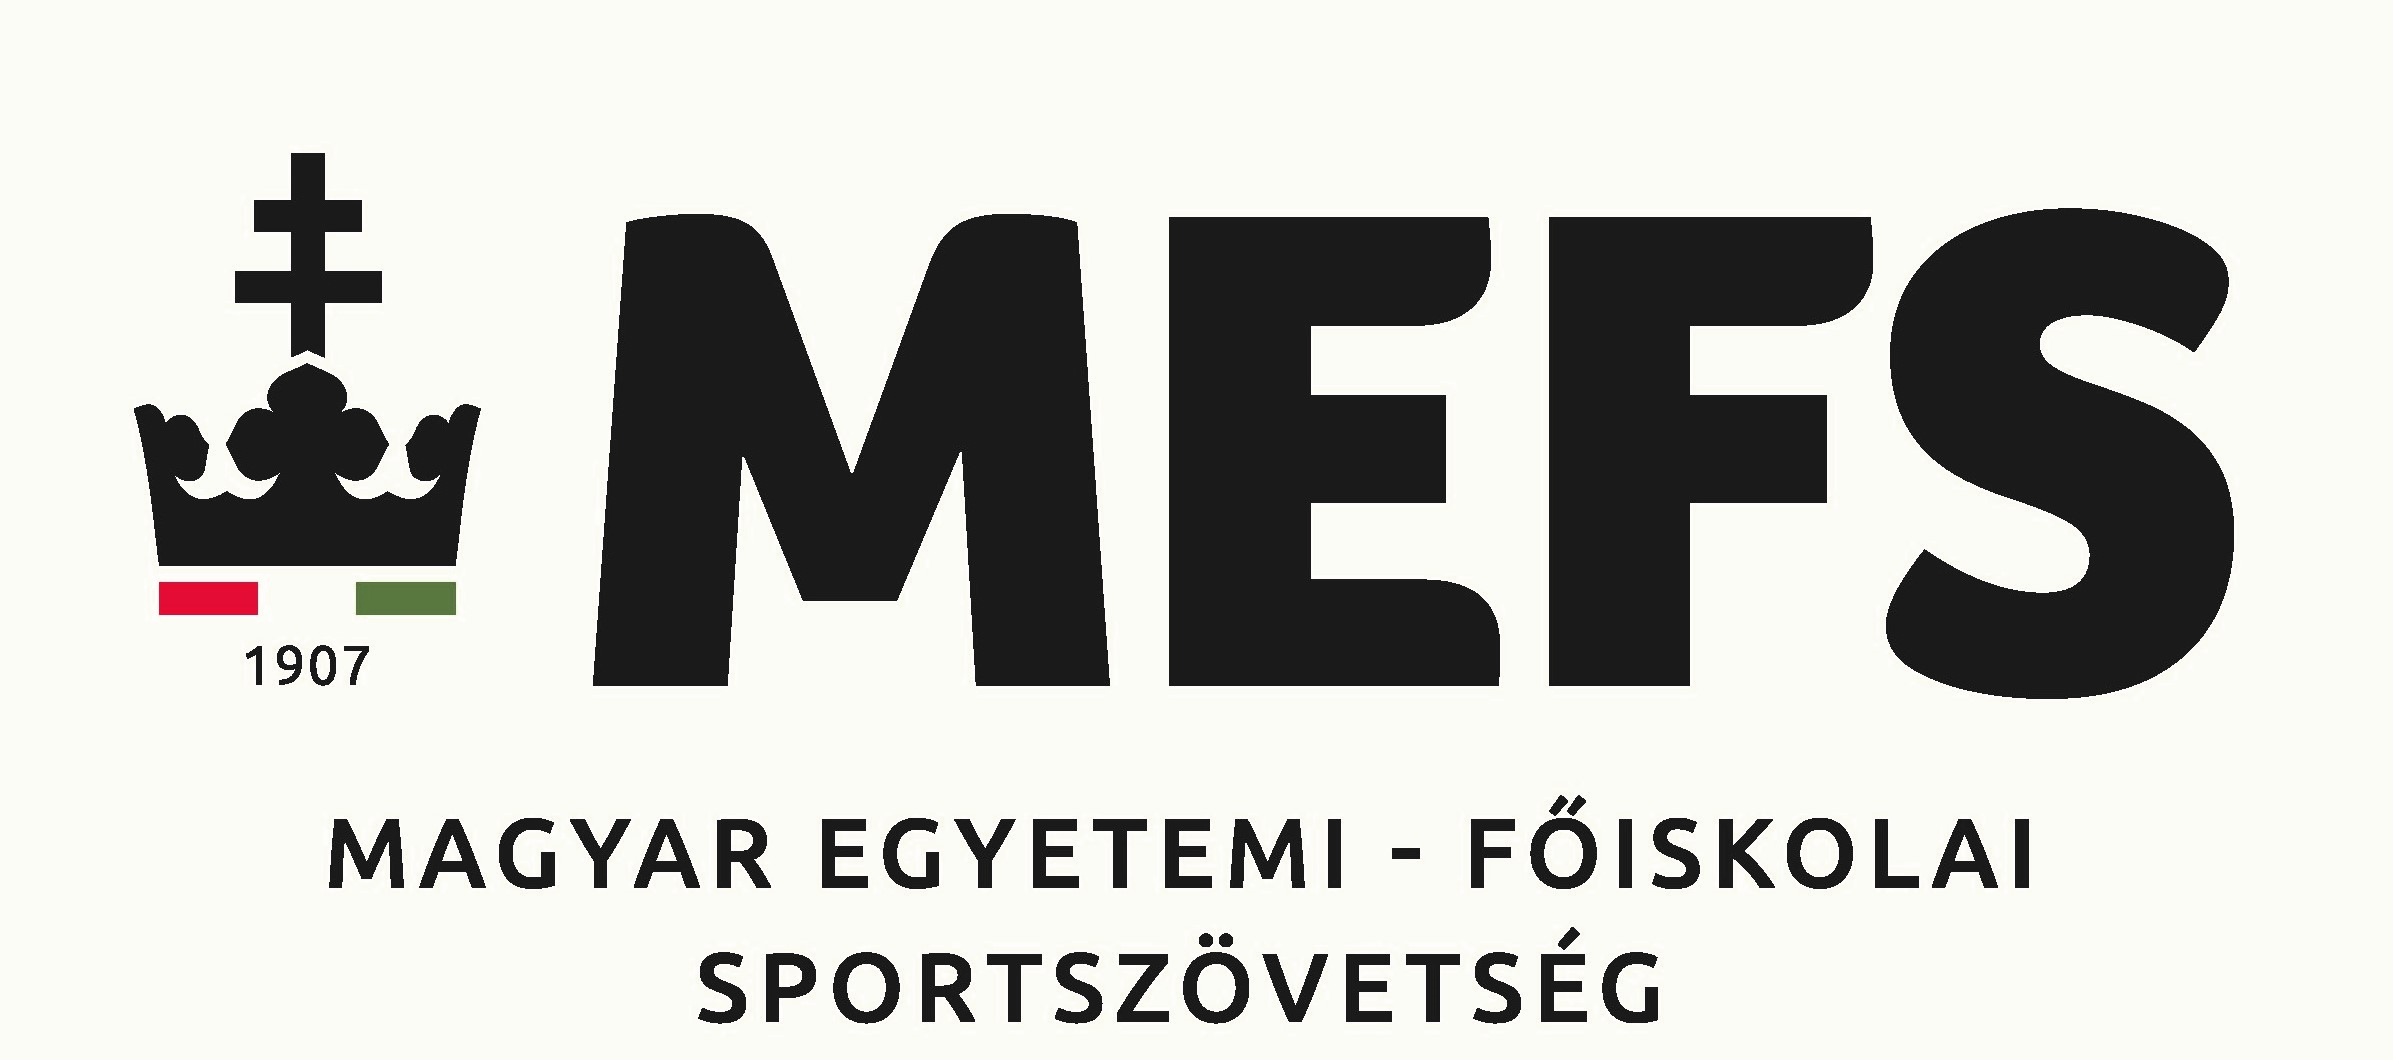 MEFS
1907
MAGYAR EGYETEMI - FŐISKOLAI
SPORTSZÖVETSÉG